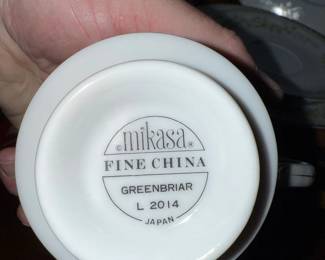 ©mikasa®
FINE CHINA
GREENBRIAR
L 2014
JAPAN